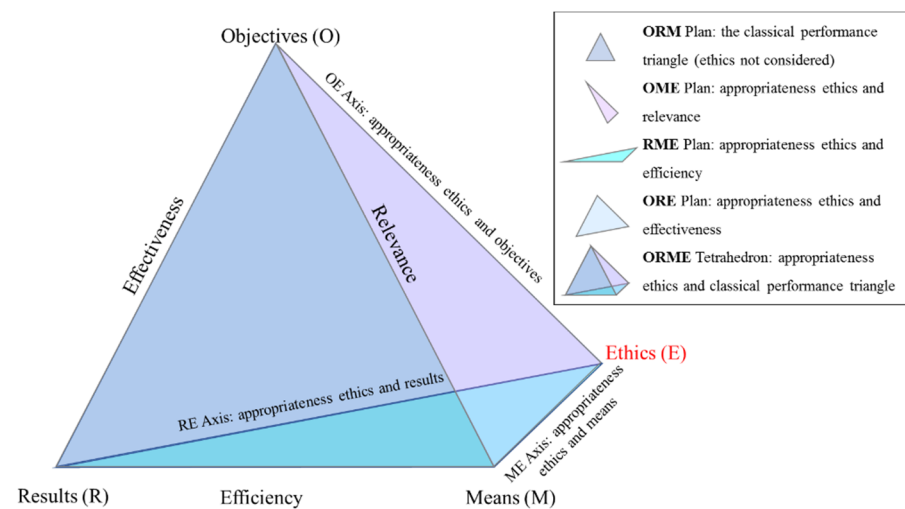 Objectives (O)
OE Axis: appropriateness ethics and objectives
Effectiveness
Relevance
Ethics (E)
RE Axis: appropriateness ethics and results
ME Axis: appropriateness
ethics and means
Results (R)
Efficiency
Means (M)
ORM Plan: the classical performance
triangle (ethics not considered)
OME Plan: appropriateness ethics and
relevance
RME Plan: appropriateness ethics and
efficiency
ORE Plan: appropriateness ethics and
effectiveness
ORME Tetrahedron: appropriateness
ethics and classical performance triangle